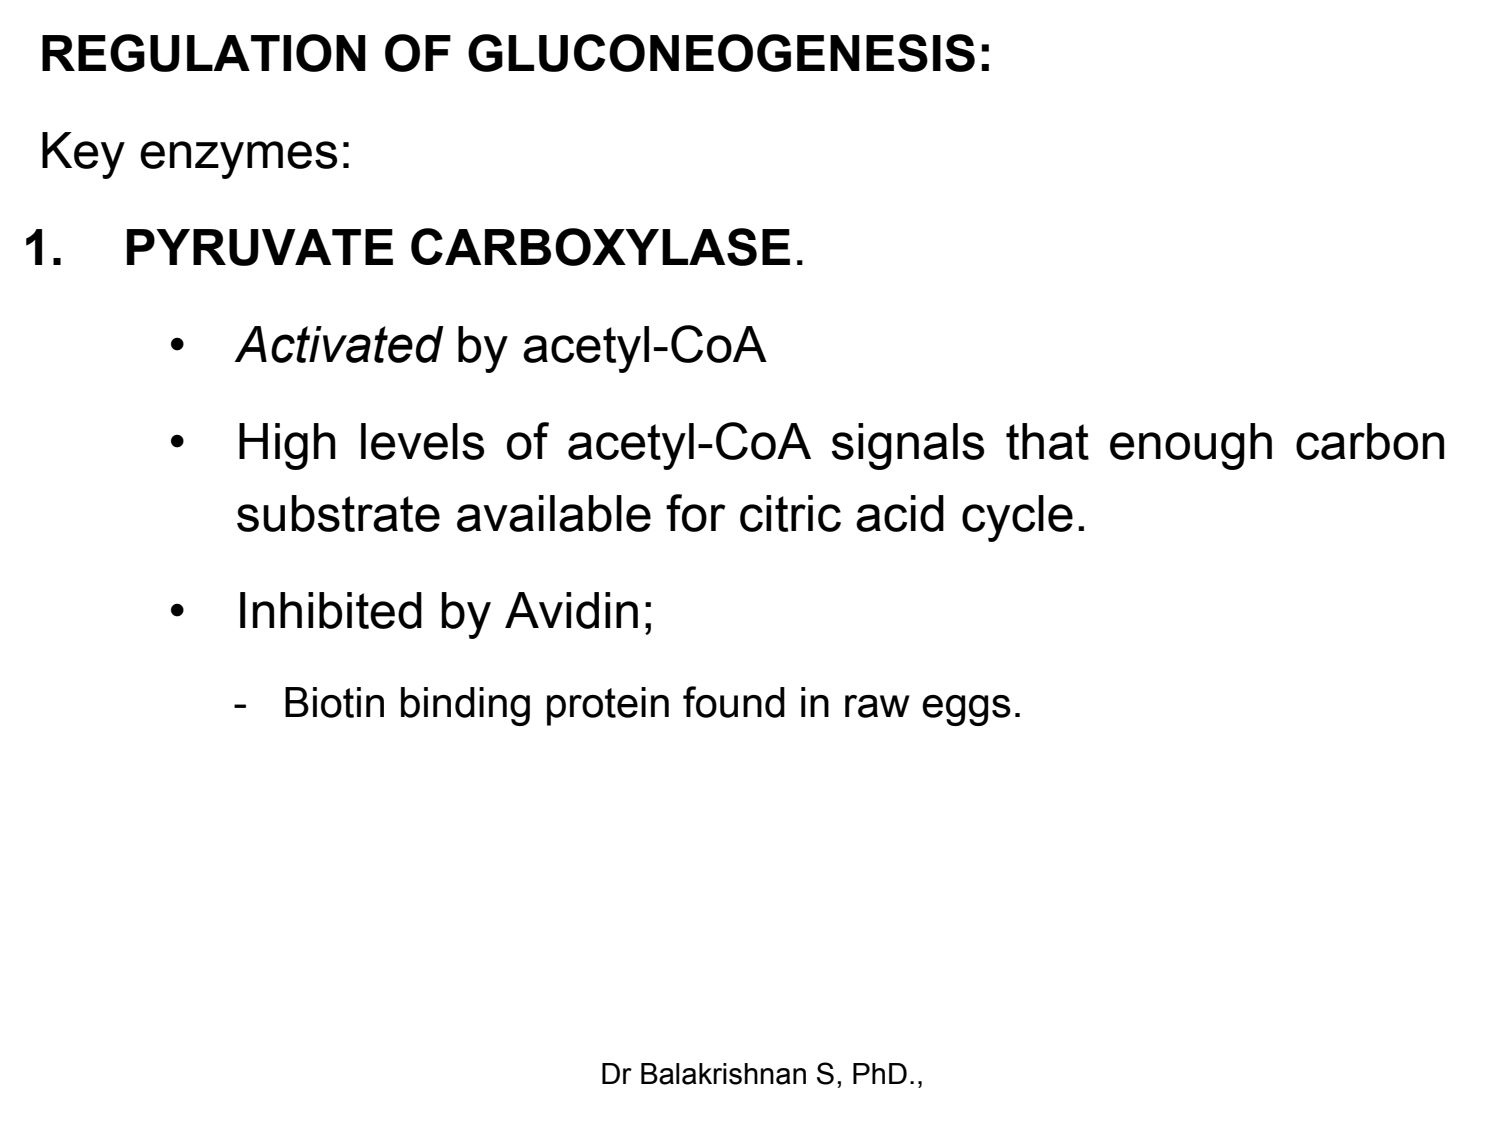 REGULATION OF GLUCONEOGENESIS:
Key enzymes:
1. PYRUVATE CARBOXYLASE.
• Activated by acetyl-CoA
• High levels of acetyl-CoA signals that enough carbon
substrate available for citric acid cycle.
• Inhibited by Avidin;
- Biotin binding protein found in raw eggs.
Dr Balakrishnan S, PhD.,